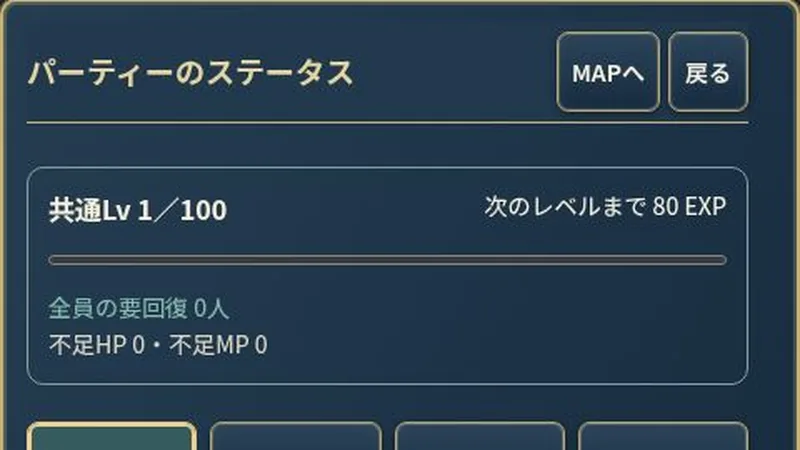 パーティーのステータス
MAPへ
戻る
共通Lv 1／100
次のレベルまで 80 EXP
全員の要回復 0人
不足HP 0・不足MP 0